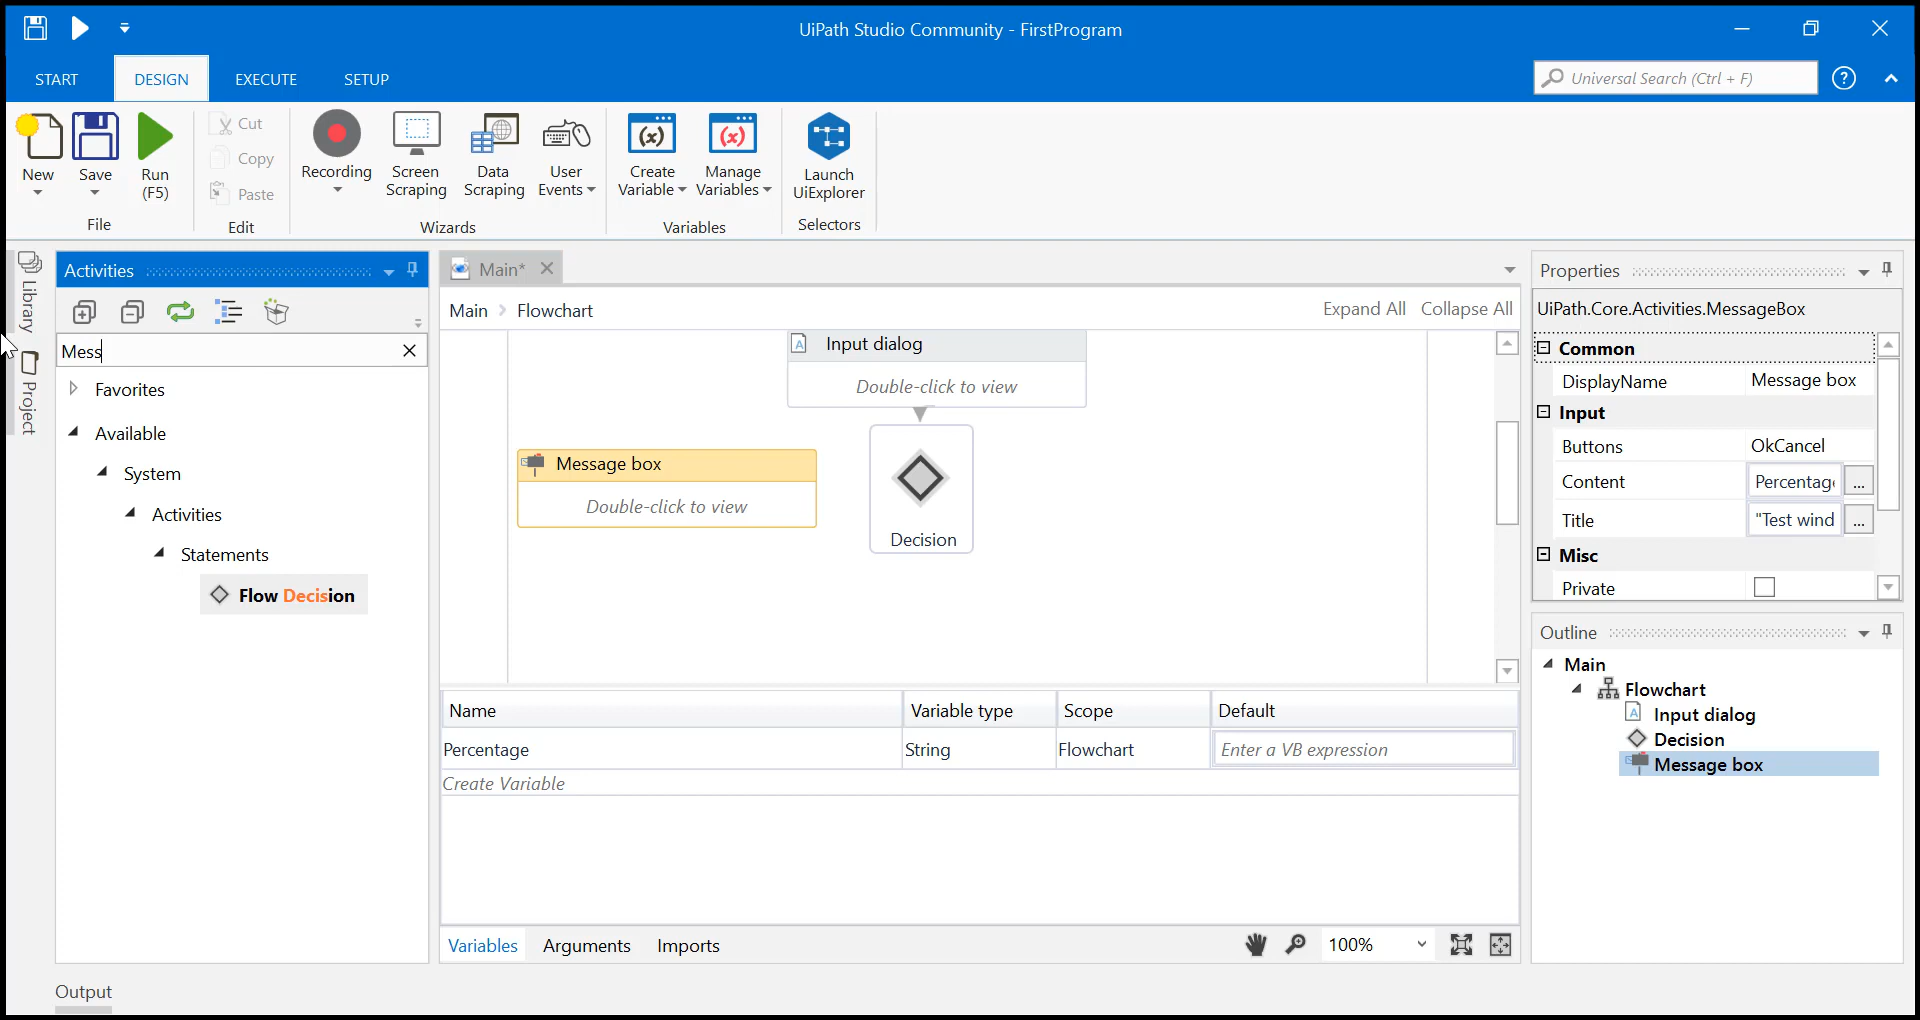 UiPath Studio Community - FirstProgram
START DESIGN EXECUTE SETUP
Universal Search (Ctrl + F)
New
Save
Run
(F5)
File
Cut
Copy
Paste
Edit
Recording
Screen
Scraping
Data
Scraping
User
Events
Wizards
Create
Variable
Manage
Variables
Variables
Launch
UiExplorer
Selectors
Library
Project
Activities
Mess
Favorites
Available
System
Activities
Statements
Flow Decision
Main*
Main Flowchart
Expand All Collapse All
Input dialog
Double-click to view
Message box
Double-click to view
Decision
Name Variable type Scope Default
Percentage String Flowchart Enter a VB expression
Create Variable
Variables Arguments Imports
100%
Properties
UiPath.Core.Activities.MessageBox
Common
DisplayName Message box
Input
Buttons OkCancel
Content Percentage ...
Title "Test wind ...
Misc
Private
Outline
Main
Flowchart
Input dialog
Decision
Message box
Output